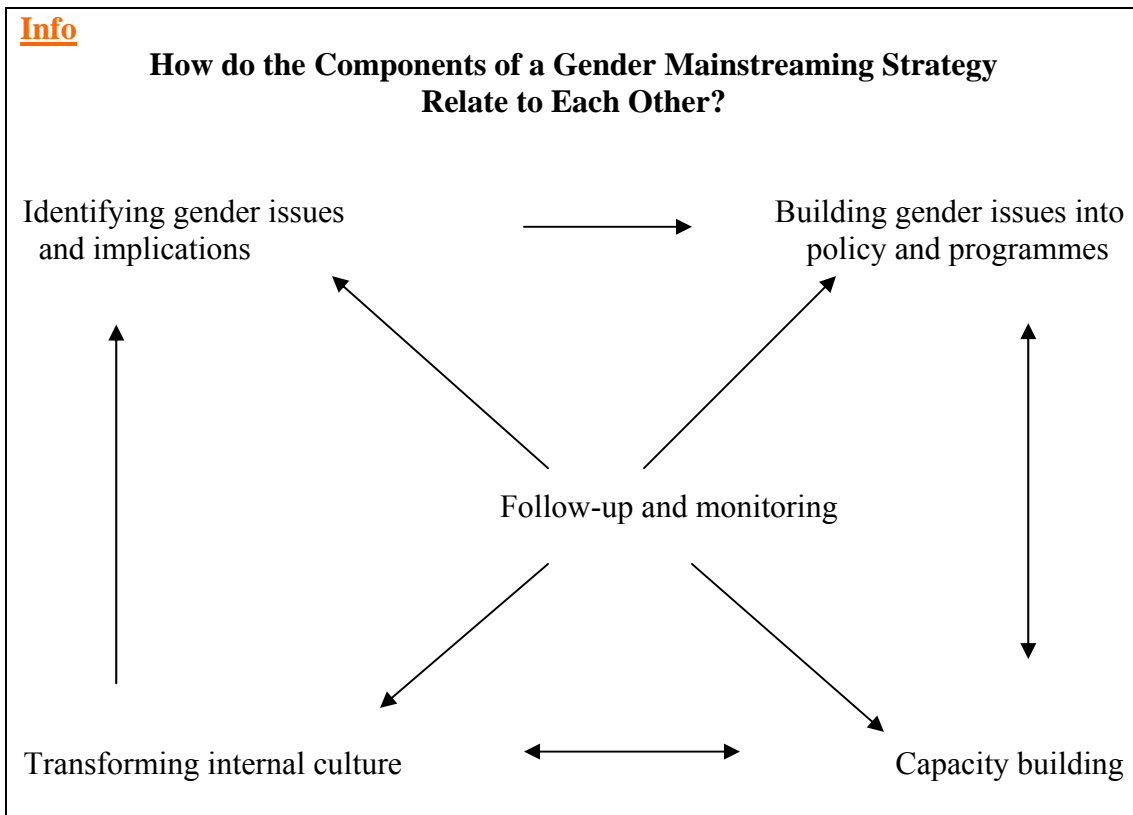 Info
How do the Components of a Gender Mainstreaming Strategy
Relate to Each Other?
Identifying gender issues
and implications
Building gender issues into
policy and programmes
Follow-up and monitoring
Transforming internal culture
Capacity building